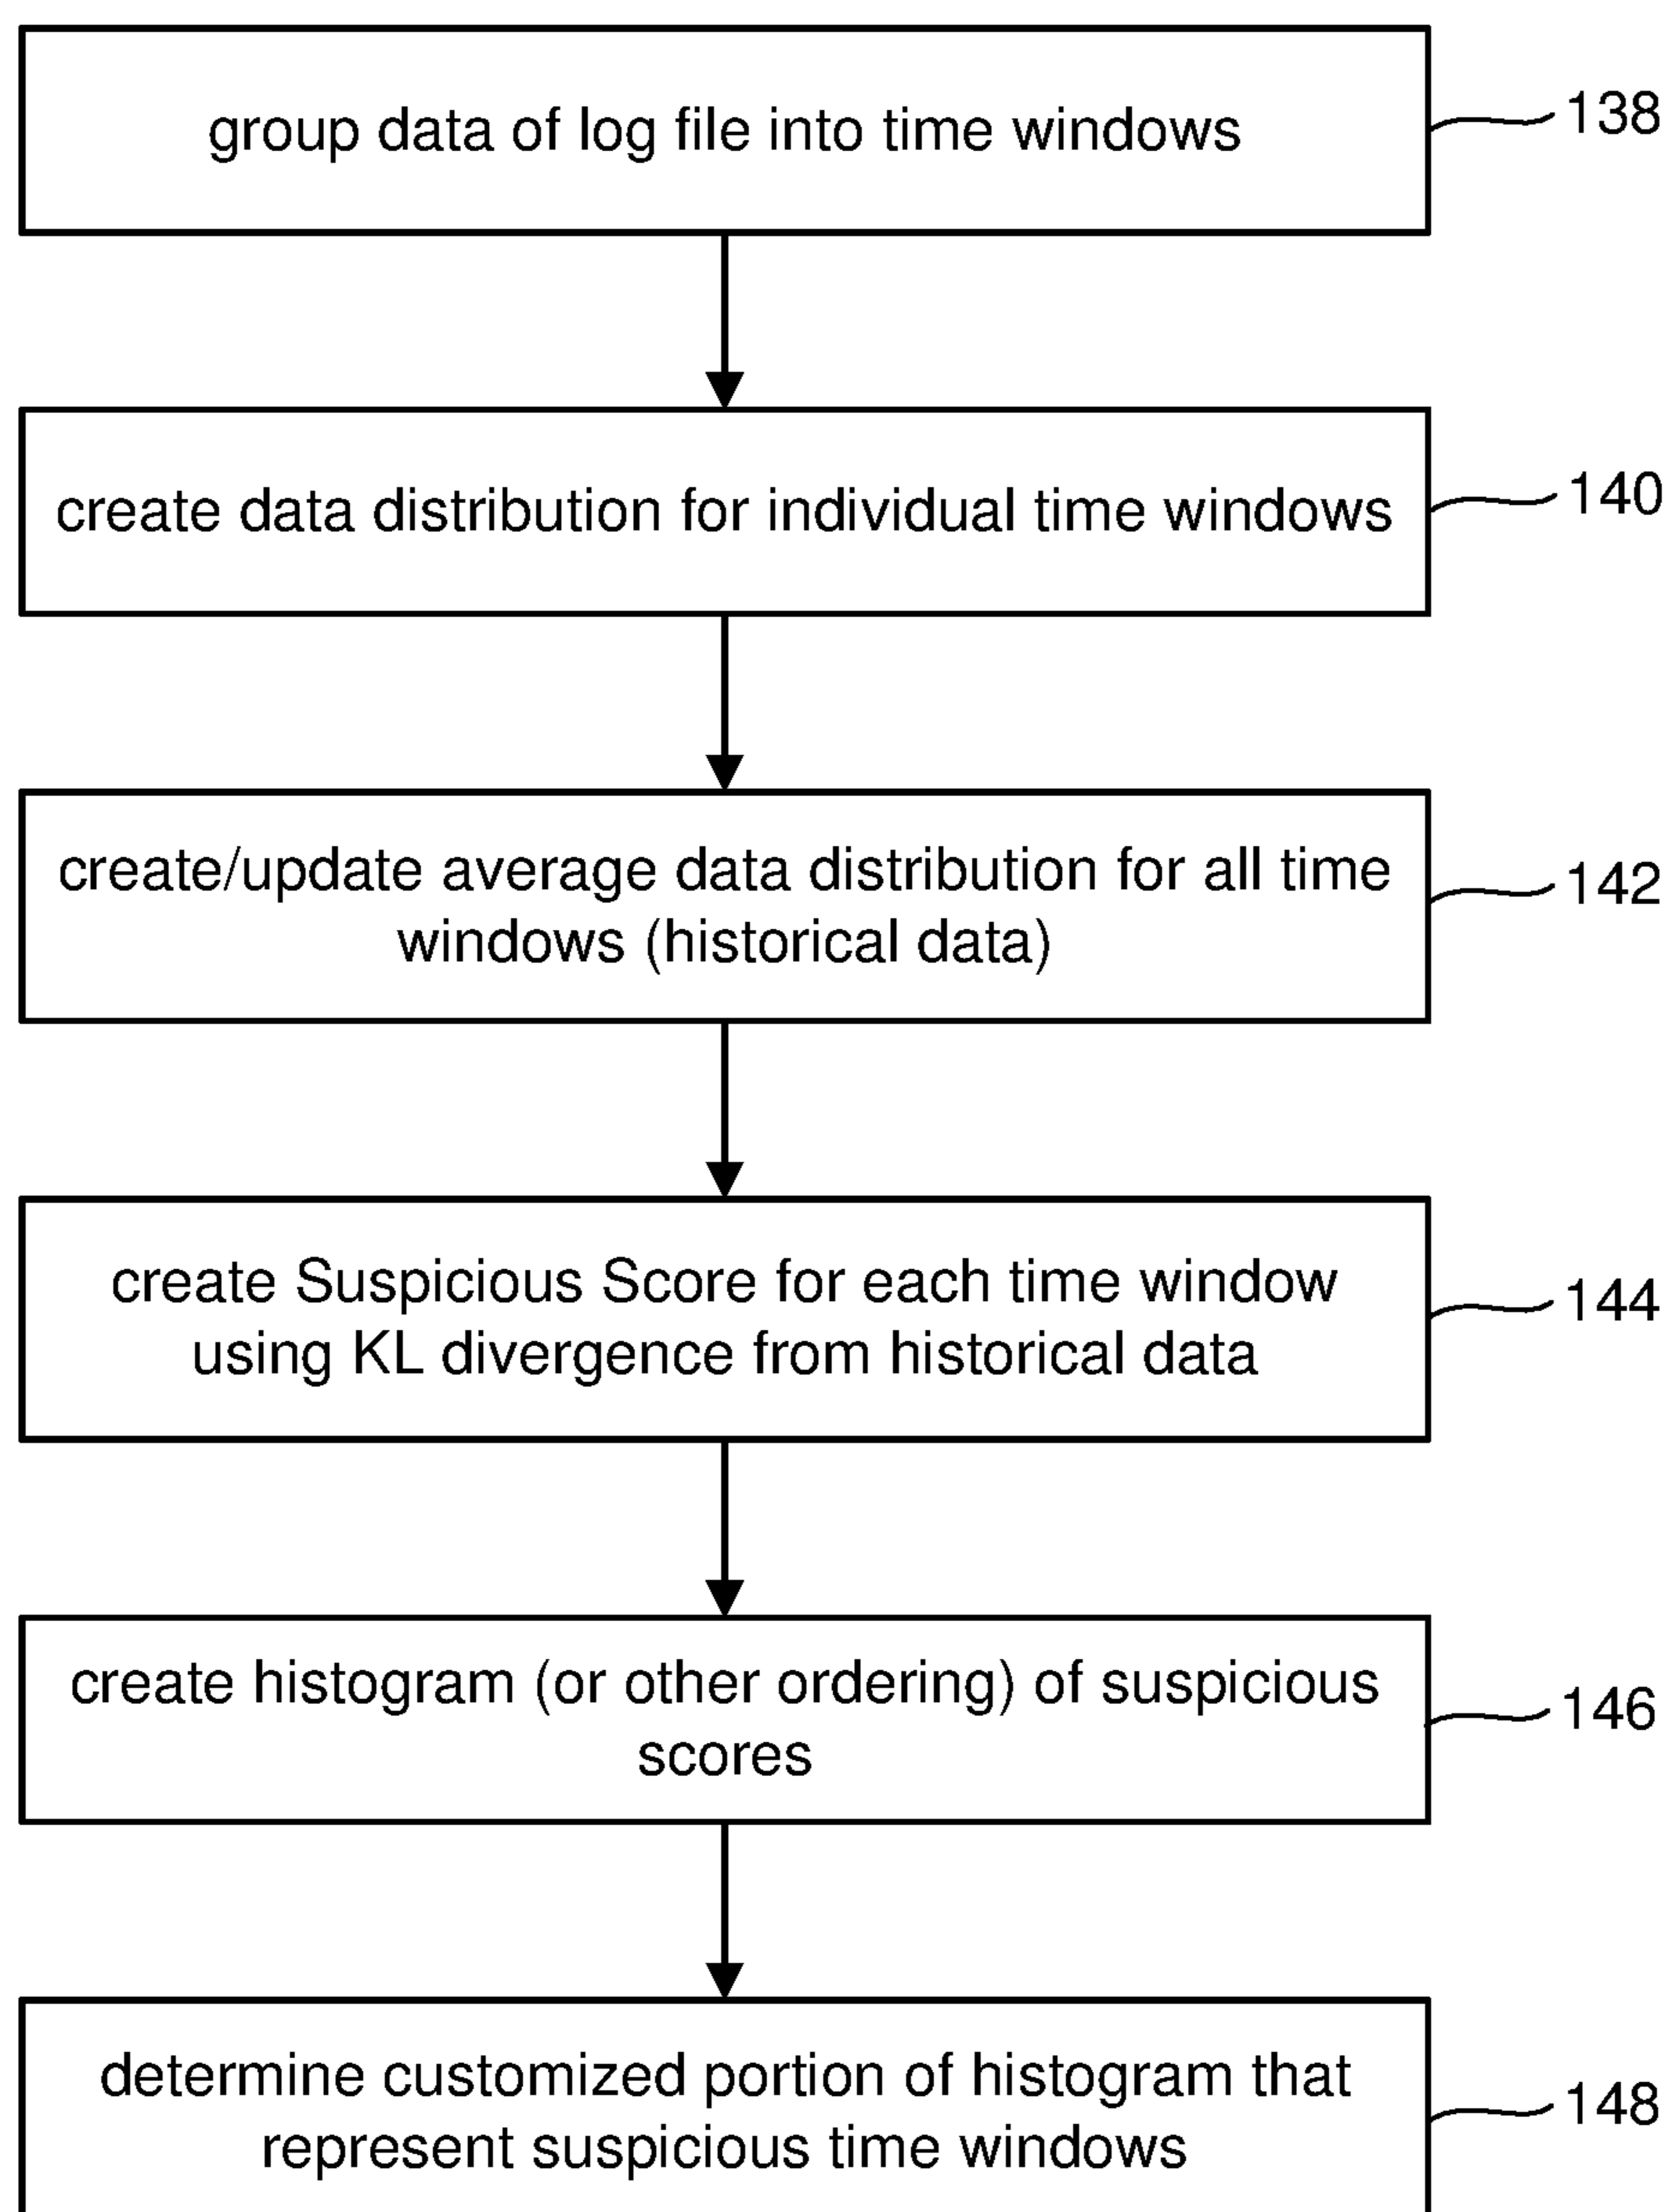 group data of log file into time windows
138
create data distribution for individual time windows
140
create/update average data distribution for all time
windows (historical data)
142
create Suspicious Score for each time window
using KL divergence from historical data
144
create histogram (or other ordering) of suspicious
scores
146
determine customized portion of histogram that
represent suspicious time windows
148